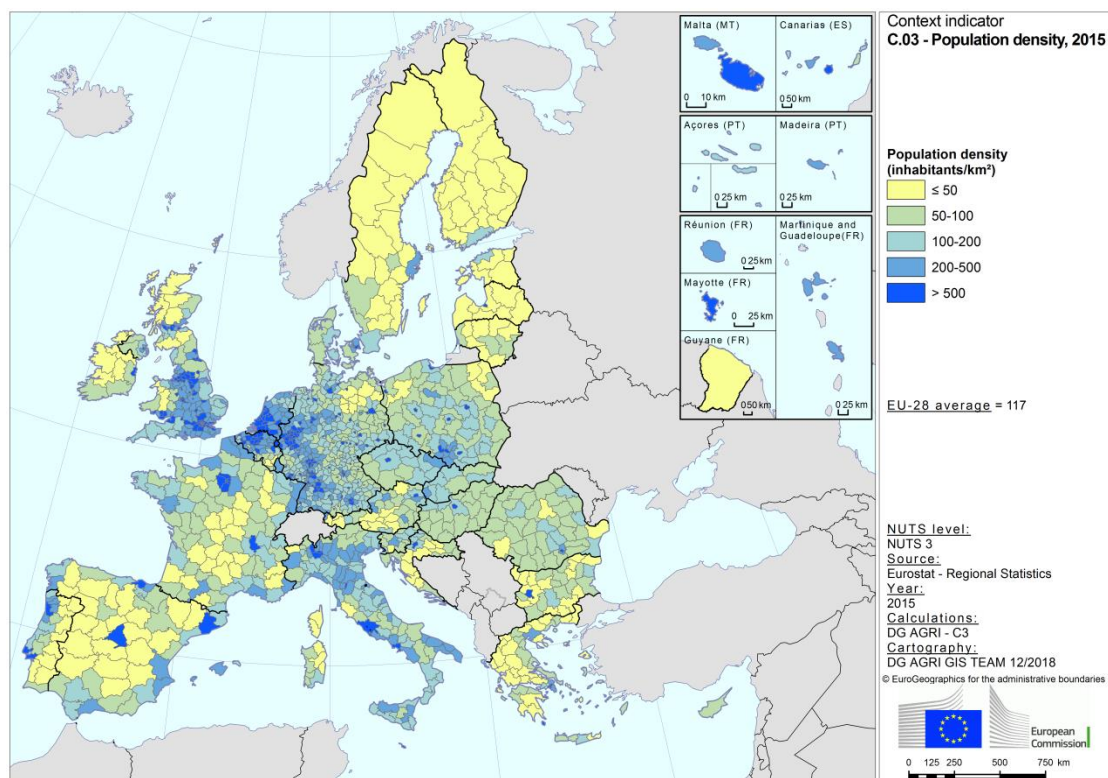 Context indicator
C.03 - Population density, 2015
Malta (MT)
Canarias (ES)
0 10 km
0 50 km
Açores (PT)
Madeira (PT)
0 25 km
0 25 km
Réunion (FR)
Martinique and
Guadeloupe(FR)
0 25 km
Mayotte (FR)
0 25 km
Guyane (FR)
0 50 km
0 25 km
Population density
(inhabitants/km²)
≤ 50
50-100
100-200
200-500
> 500
EU-28 average = 117
NUTS level:
NUTS 3
Source:
Eurostat - Regional Statistics
Year:
2015
Calculations:
DG AGRI - C3
Cartography:
DG AGRI GIS TEAM 12/2018
© EuroGeographics for the administrative boundaries
European
Commission
0 125 250 500 750 km